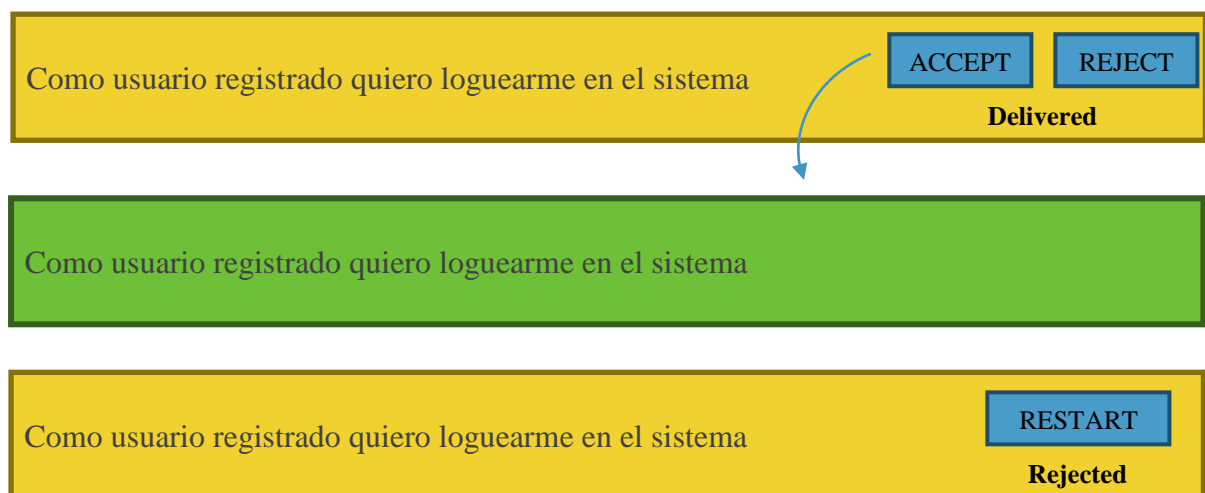 Como usuario registrado quiero loguearme en el sistema
ACCEPT
REJECT
Delivered
Como usuario registrado quiero loguearme en el sistema
Como usuario registrado quiero loguearme en el sistema
RESTART
Rejected